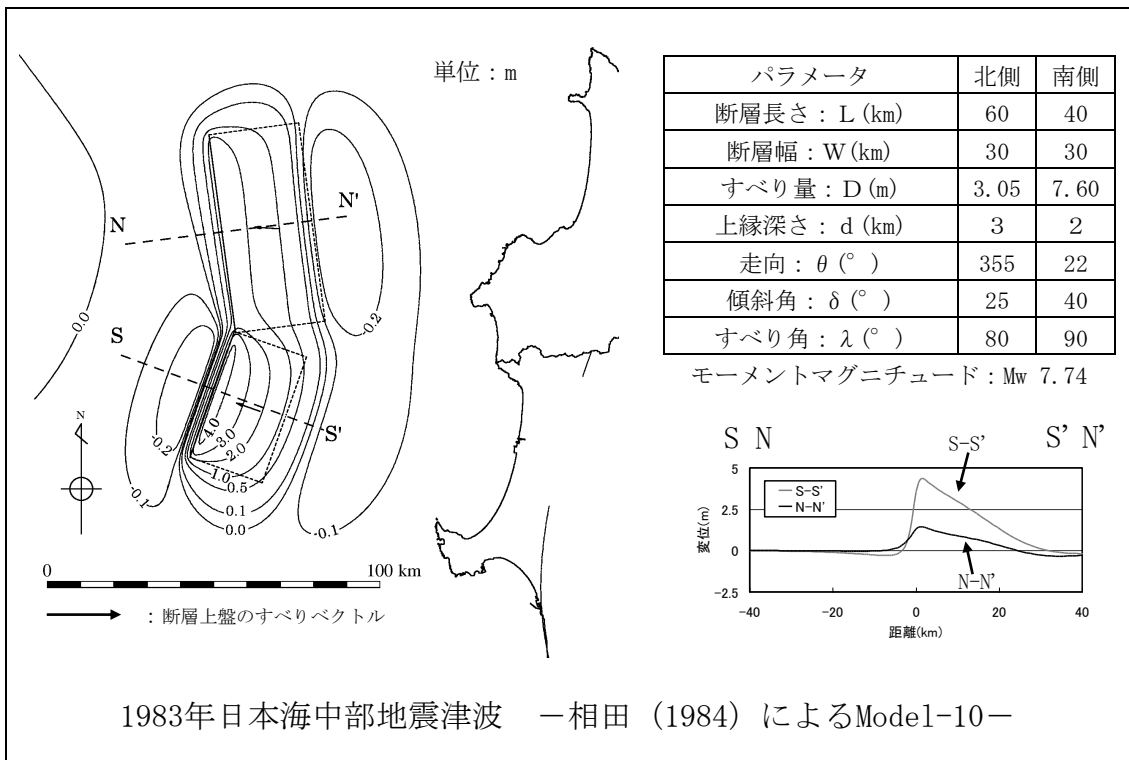 単位：m
N
N'
S
S'
0.0
-0.2
-0.2
-0.1
4.0
3.0
2.0
1.0
0.5
0.1
0.0
-0.1
N
0 100 km
：断層上盤のすべりベクトル
パラメータ 北側 南側
断層長さ：L(km) 60 40
断層幅：W(km) 30 30
すべり量：D(m) 3.05 7.60
上縁深さ：d(km) 3 2
走向：θ(°) 355 22
傾斜角：δ(°) 25 40
すべり角：λ(°) 80 90
モーメントマグニチュード：Mw 7.74
S N S' N'
S-S'
S-S'
N-N'
N-N'
変位(m)
5
2.5
0
-2.5
-40 -20 0 20 40
距離(km)
1983年日本海中部地震津波 －相田（1984）によるModel-10－